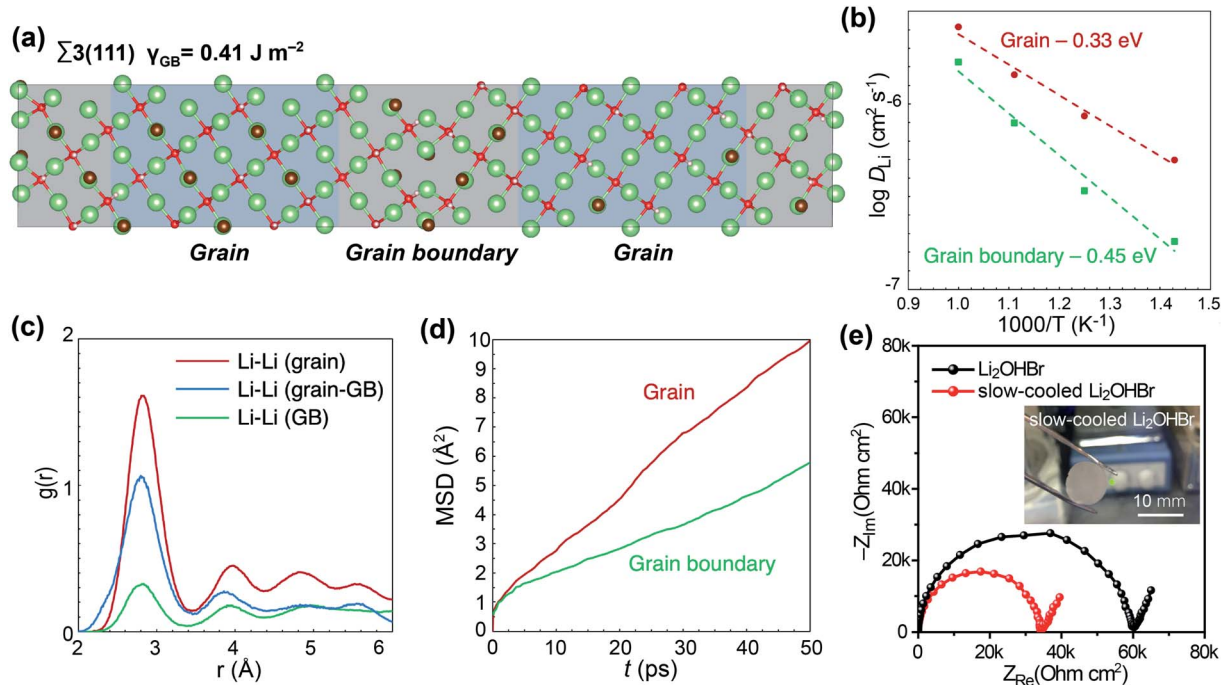 (a)
∑3(111) γGB= 0.41 J m⁻²
Grain
Grain boundary
Grain
(b)
Grain – 0.33 eV
Grain boundary – 0.45 eV
log DLi (cm² s⁻¹)
-6
-7
0.9 1.0 1.1 1.2 1.3 1.4 1.5
1000/T (K⁻¹)
(c)
Li-Li (grain)
Li-Li (grain-GB)
Li-Li (GB)
g(r)
2
1
0
2 3 4 5 6
r (Å)
(d)
Grain
Grain boundary
MSD (Å²)
10
9
8
7
6
5
4
3
2
1
0
0 10 20 30 40 50
t (ps)
(e)
Li₂OHBr
slow-cooled Li₂OHBr
slow-cooled Li₂OHBr
10 mm
–ZIm(Ohm cm²)
80k
60k
40k
20k
0
0 20k 40k 60k 80k
ZRe(Ohm cm²)